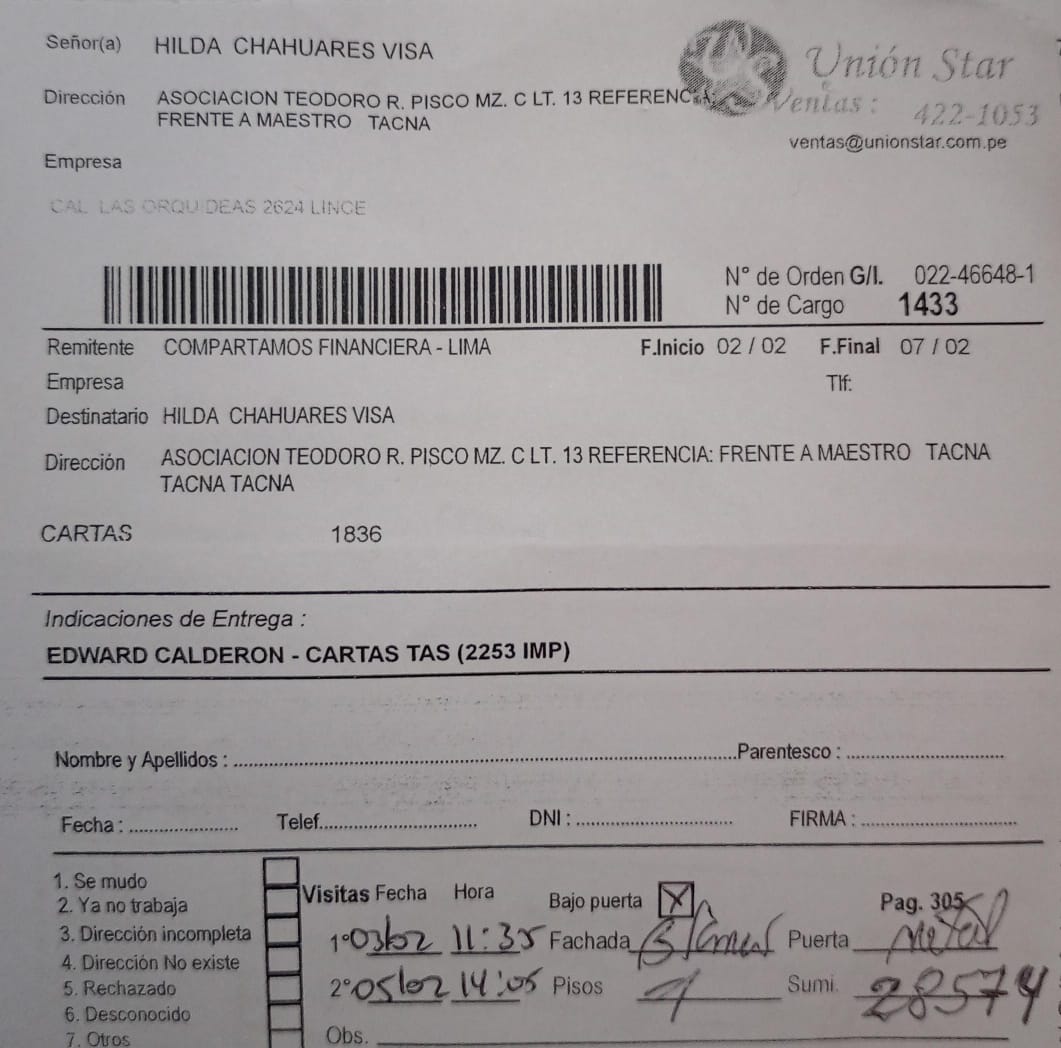 Señor(a) HILDA CHAHUARES VISA
Unión Star
Dirección ASOCIACION TEODORO R. PISCO MZ. C LT. 13 REFERENCIA:
Ventas : 422-1053
FRENTE A MAESTRO TACNA
ventas@unionstar.com.pe
Empresa
CAL LAS ORQUIDEAS 2624 LINCE
N° de Orden G/I. 022-46648-1
N° de Cargo 1433
Remitente COMPARTAMOS FINANCIERA - LIMA F.Inicio 02 / 02 F.Final 07 / 02
Empresa Tlf:
Destinatario HILDA CHAHUARES VISA
Dirección ASOCIACION TEODORO R. PISCO MZ. C LT. 13 REFERENCIA: FRENTE A MAESTRO TACNA
TACNA TACNA
CARTAS 1836
Indicaciones de Entrega :
EDWARD CALDERON - CARTAS TAS (2253 IMP)
Nombre y Apellidos : Parentesco :
Fecha : Telef. DNI : FIRMA :
1. Se mudo
2. Ya no trabaja
3. Dirección incompleta
4. Dirección No existe
5. Rechazado
6. Desconocido
7. Otros
Visitas Fecha Hora Bajo puerta X Pag. 305
1° 03/02 11:35 Fachada Puerta Metal
2° 05/02 14:05 Pisos 1 Sumi. 28574
Obs.